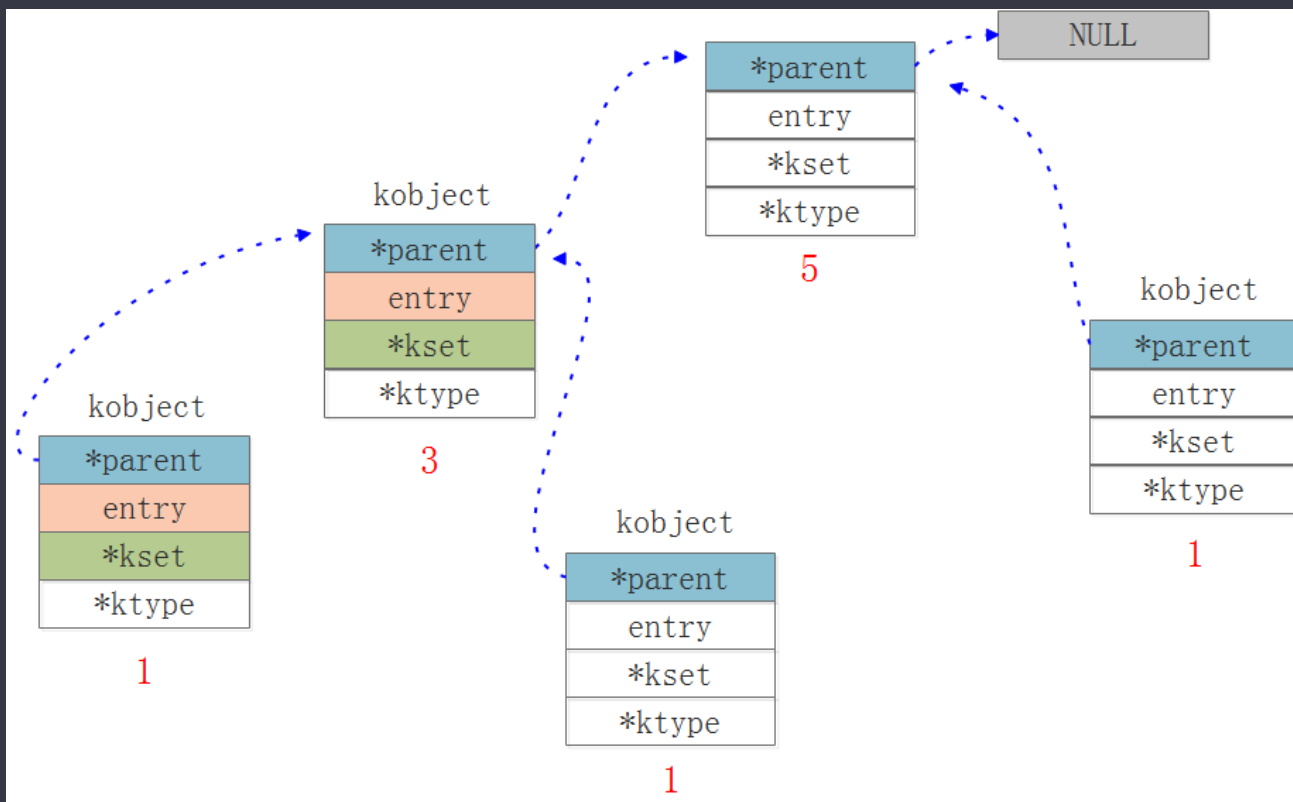 NULL
*parent
entry
*kset
*ktype
5
kobject
*parent
entry
*kset
*ktype
3
kobject
*parent
entry
*kset
*ktype
1
kobject
*parent
entry
*kset
*ktype
1
kobject
*parent
entry
*kset
*ktype
1